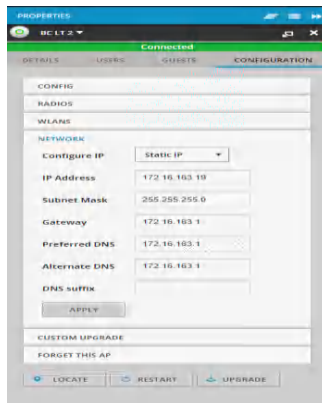 PROPERTIES
BC LT 2
Connected
DETAILS USERS GUESTS CONFIGURATION
CONFIG
RADIOS
WLANS
NETWORK
Configure IP Static IP
IP Address 172.16.163.19
Subnet Mask 255.255.255.0
Gateway 172.16.163.1
Preferred DNS 172.16.163.1
Alternate DNS 172.16.163.1
DNS suffix
APPLY
CUSTOM UPGRADE
FORGET THIS AP
LOCATE RESTART UPGRADE